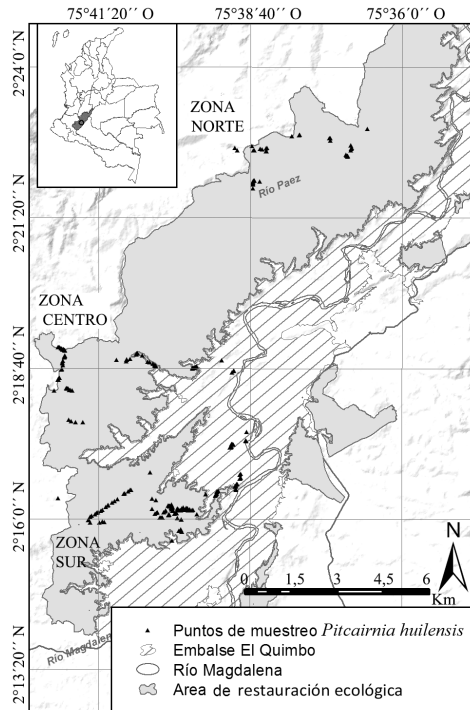 75°41´20´´ O
75°38´40´´ O
75°36´0´´ O
2°24´0´´ N
2°21´20´´ N
2°18´40´´ N
2°16´0´´ N
2°13´20´´ N
ZONA
NORTE
Río Paez
ZONA
CENTRO
ZONA
SUR
N
0 1,5 3 4,5 6
Km
Río Magdalen
Puntos de muestreo Pitcairnia huilensis
Embalse El Quimbo
Río Magdalena
Area de restauración ecológica